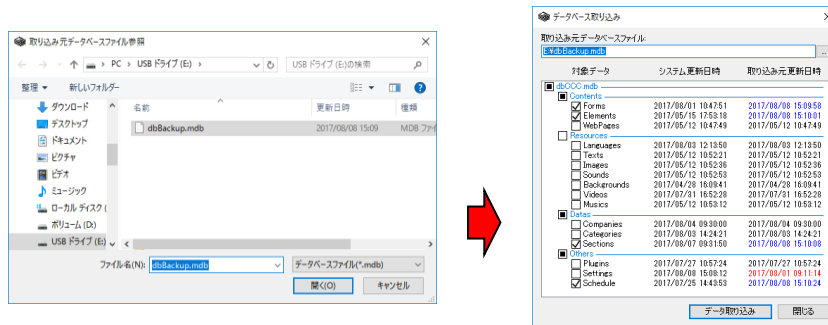 取り込み元データベースファイル参照
PC › USB ドライブ (E:) ›
USB ドライブ (E:)の検索
整理
新しいフォルダー
ダウンロード
デスクトップ
ドキュメント
ピクチャ
ビデオ
ミュージック
ローカル ディスク (
ボリューム (D:)
USB ドライブ (E:)
名前
更新日時
種類
dbBackup.mdb
2017/08/08 15:09
MDB ファイ
ファイル名(N):
dbBackup.mdb
データベースファイル(*.mdb)
開く(O)
キャンセル
データベース取り込み
取り込み元データベースファイル:
E:¥dbBackup.mdb
...
対象データ システム更新日時 取り込み元更新日時
dbCCC.mdb
Contents
Forms 2017/08/01 10:47:51 2017/08/08 15:09:58
Elements 2017/05/15 17:53:18 2017/08/08 15:10:01
WebPages 2017/05/12 10:47:49 2017/05/12 10:47:49
Resources
Languages 2017/08/03 12:13:50 2017/08/03 12:13:50
Texts 2017/05/12 10:52:21 2017/05/12 10:52:21
Images 2017/05/12 10:52:36 2017/05/12 10:52:36
Sounds 2017/05/12 10:52:53 2017/05/12 10:52:53
Backgrounds 2017/04/28 16:09:41 2017/04/28 16:09:41
Videos 2017/07/31 16:52:28 2017/07/31 16:52:28
Musics 2017/05/12 10:53:12 2017/05/12 10:53:12
Datas
Companies 2017/08/04 09:30:00 2017/08/04 09:30:00
Categories 2017/08/03 14:24:21 2017/08/03 14:24:21
Sections 2017/08/07 09:31:50 2017/08/08 15:10:08
Others
Plugins 2017/07/27 10:57:24 2017/07/27 10:57:24
Settings 2017/08/08 15:08:12 2017/08/01 09:11:14
Schedule 2017/07/25 14:43:53 2017/08/08 15:10:24
データ取り込み
閉じる